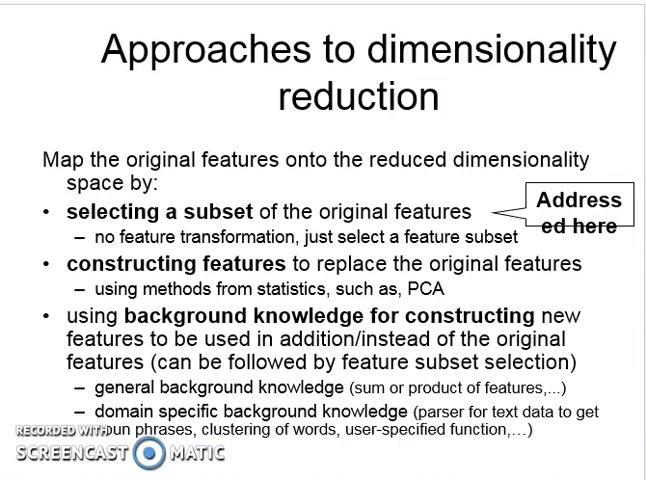 Approaches to dimensionality
reduction
Map the original features onto the reduced dimensionality
space by:
• selecting a subset of the original features
Address
ed here
– no feature transformation, just select a feature subset
• constructing features to replace the original features
– using methods from statistics, such as, PCA
• using background knowledge for constructing new
features to be used in addition/instead of the original
features (can be followed by feature subset selection)
– general background knowledge (sum or product of features,...)
– domain specific background knowledge (parser for text data to get
phrases, clustering of words, user-specified function,…)
RECORDED WITH
SCREENCAST MATIC